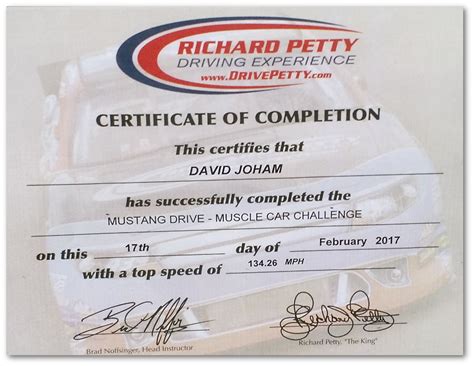 RICHARD PETTY
DRIVING EXPERIENCE
www.DRIVEPETTY.com
CERTIFICATE OF COMPLETION
This certifies that
DAVID JOHAM
has successfully completed the
MUSTANG DRIVE - MUSCLE CAR CHALLENGE
on this 17th day of February 2017
with a top speed of 134.26 MPH
Brad Noffsinger, Head Instructor
Richard Petty
Richard Petty, "The King"